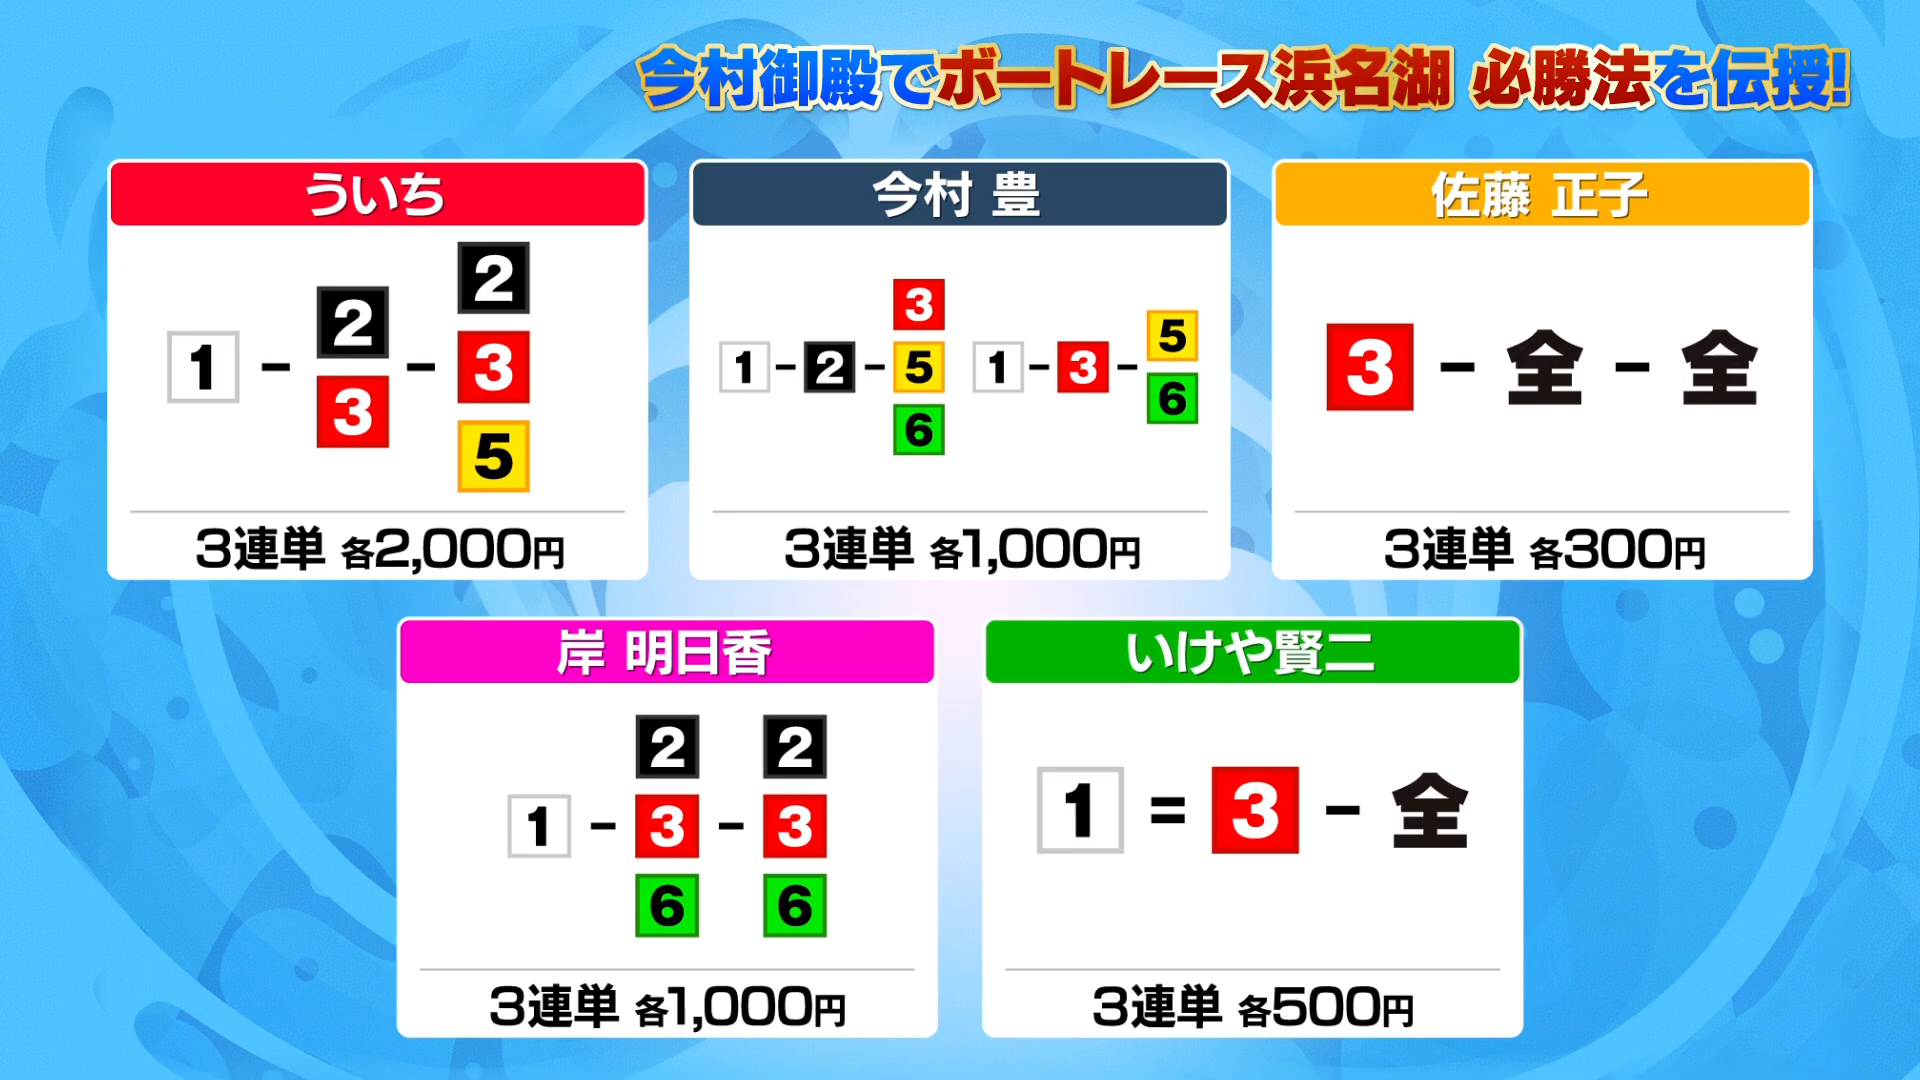 今村御殿でボートレース浜名湖 必勝法を伝授!
ういち
1 - 2 3 - 2 3 5
3連単 各2,000円
今村 豊
1 - 2 - 3 5 6
1 - 3 - 5 6
3連単 各1,000円
佐藤 正子
3 - 全 - 全
3連単 各300円
岸 明日香
1 - 2 3 6 - 2 3 6
3連単 各1,000円
いけや賢二
1 = 3 - 全
3連単 各500円